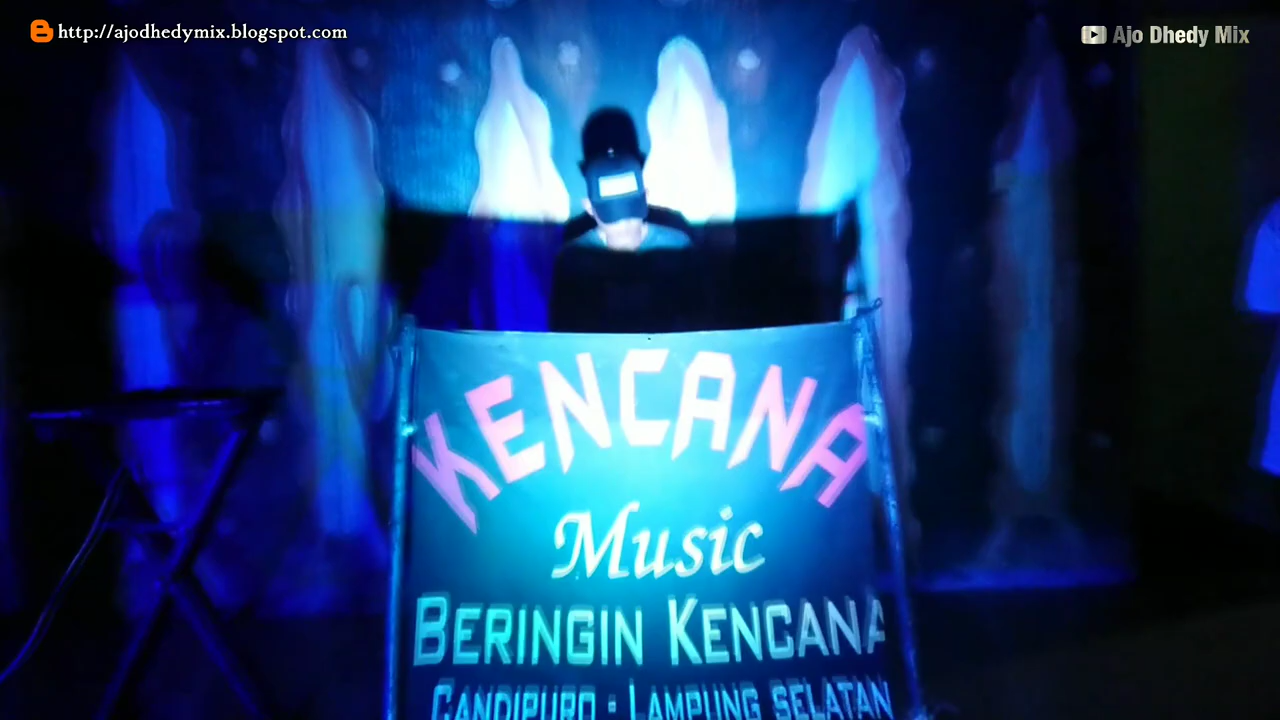 http://ajodhedymix.blogspot.com
Ajo Dhedy Mix
KENCANA
Music
BERINGIN KENCANA
CANDIPURO - LAMPUNG SELATAN